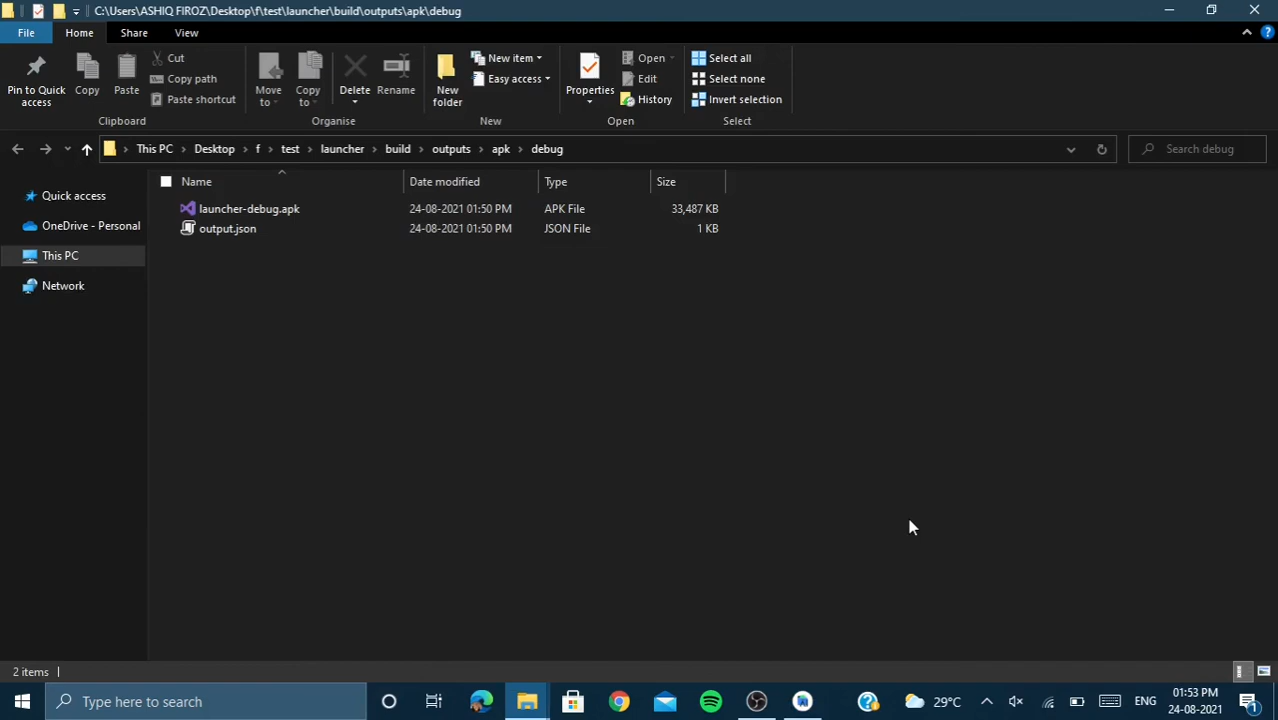 C:\Users\ASHIQ FIROZ\Desktop\f\test\launcher\build\outputs\apk\debug
File Home Share View
Pin to Quick access
Copy
Paste
Cut
Copy path
Paste shortcut
Clipboard
Move to
Copy to
Delete
Rename
Organise
New folder
New item
Easy access
New
Properties
Open
Edit
History
Open
Select all
Select none
Invert selection
Select
This PC > Desktop > f > test > launcher > build > outputs > apk > debug
Search debug
Quick access
OneDrive - Personal
This PC
Network
Name Date modified Type Size
launcher-debug.apk 24-08-2021 01:50 PM APK File 33,487 KB
output.json 24-08-2021 01:50 PM JSON File 1 KB
2 items
Type here to search
29°C
ENG
01:53 PM
24-08-2021
1